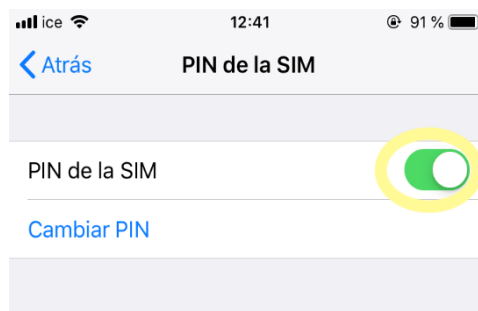 ice 12:41 91 %
Atrás PIN de la SIM
PIN de la SIM
Cambiar PIN